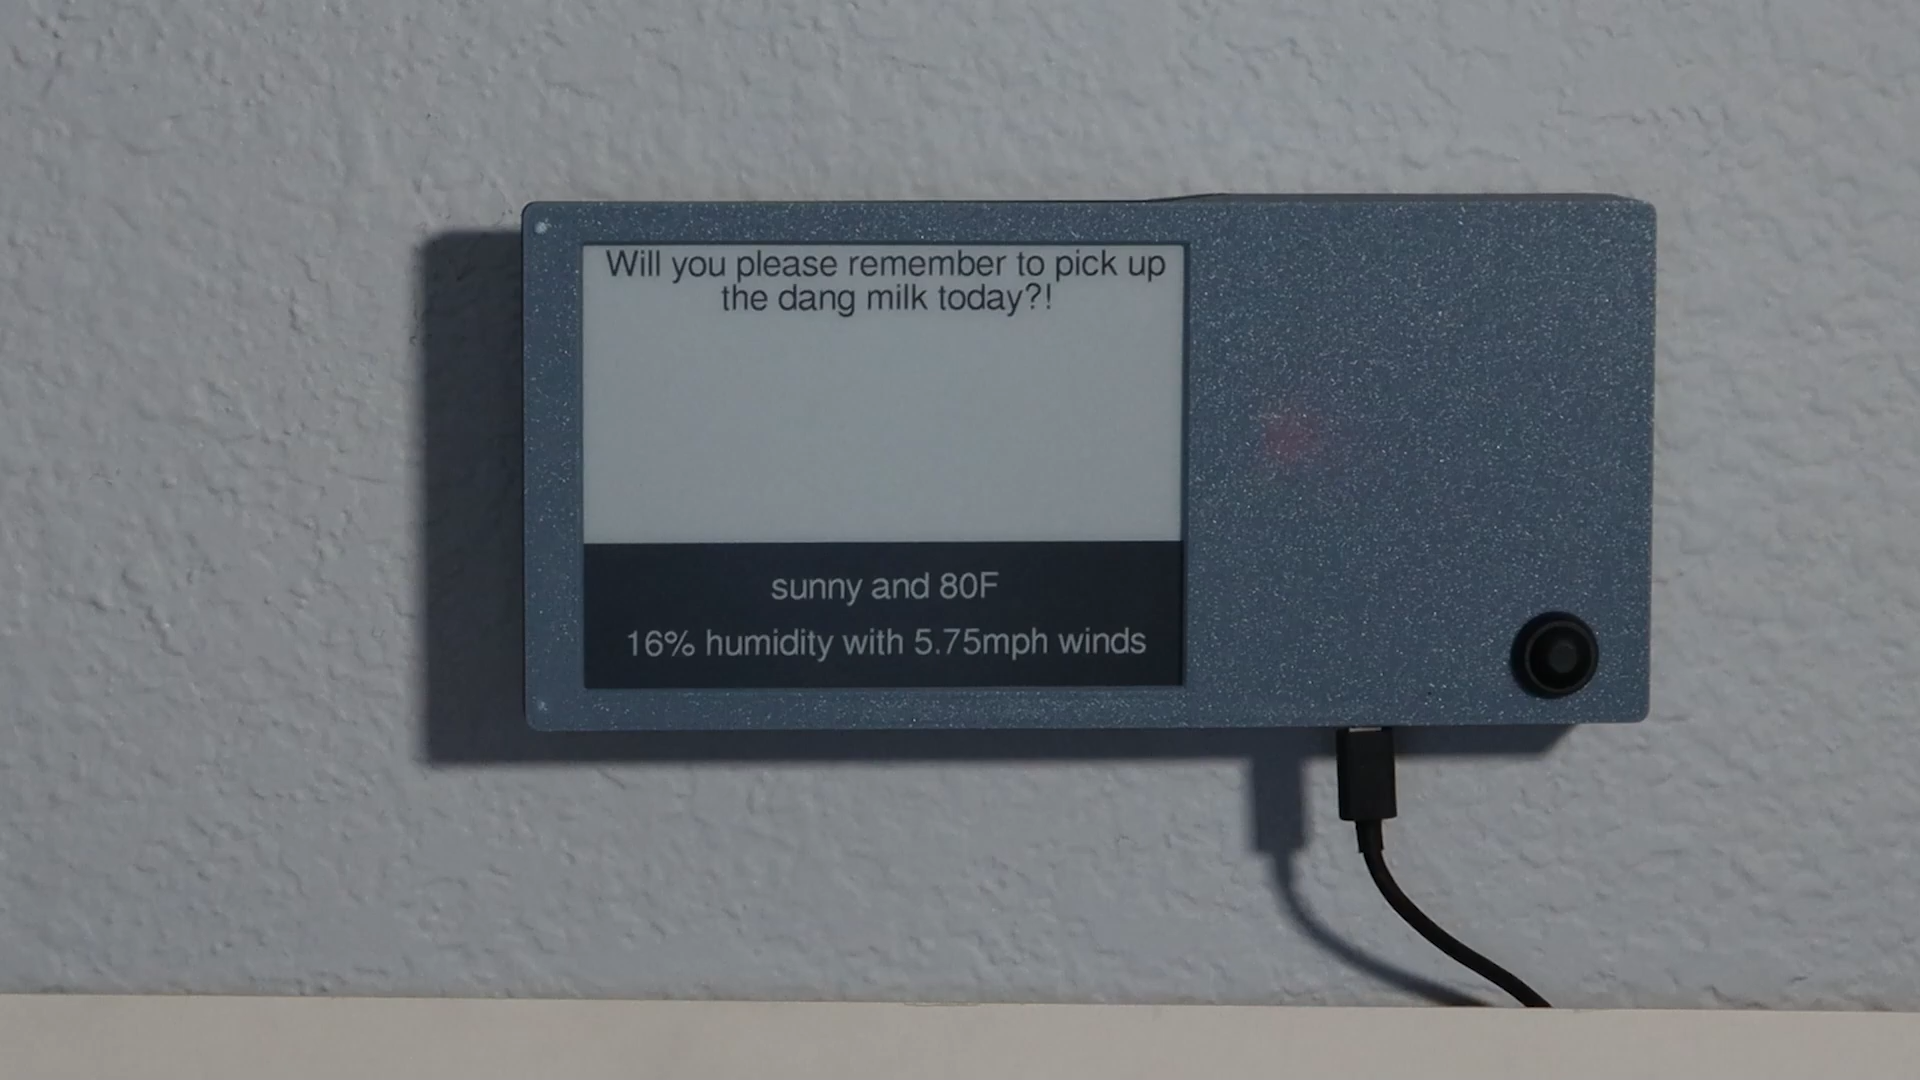 Will you please remember to pick up
the dang milk today?!
sunny and 80F
16% humidity with 5.75mph winds